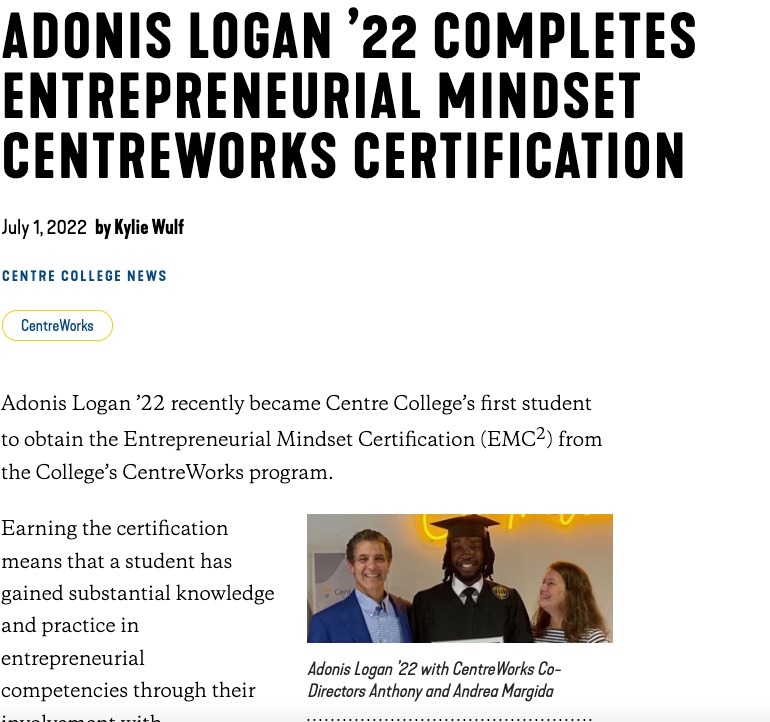 ADONIS LOGAN ’22 COMPLETES
ENTREPRENEURIAL MINDSET
CENTREWORKS CERTIFICATION
July 1, 2022 by Kylie Wulf
CENTRE COLLEGE NEWS
CentreWorks
Adonis Logan ’22 recently became Centre College’s first student
to obtain the Entrepreneurial Mindset Certification (EMC²) from
the College’s CentreWorks program.
Earning the certification
means that a student has
gained substantial knowledge
and practice in
entrepreneurial
competencies through their
involvement with
Adonis Logan ’22 with CentreWorks Co-
Directors Anthony and Andrea Margida